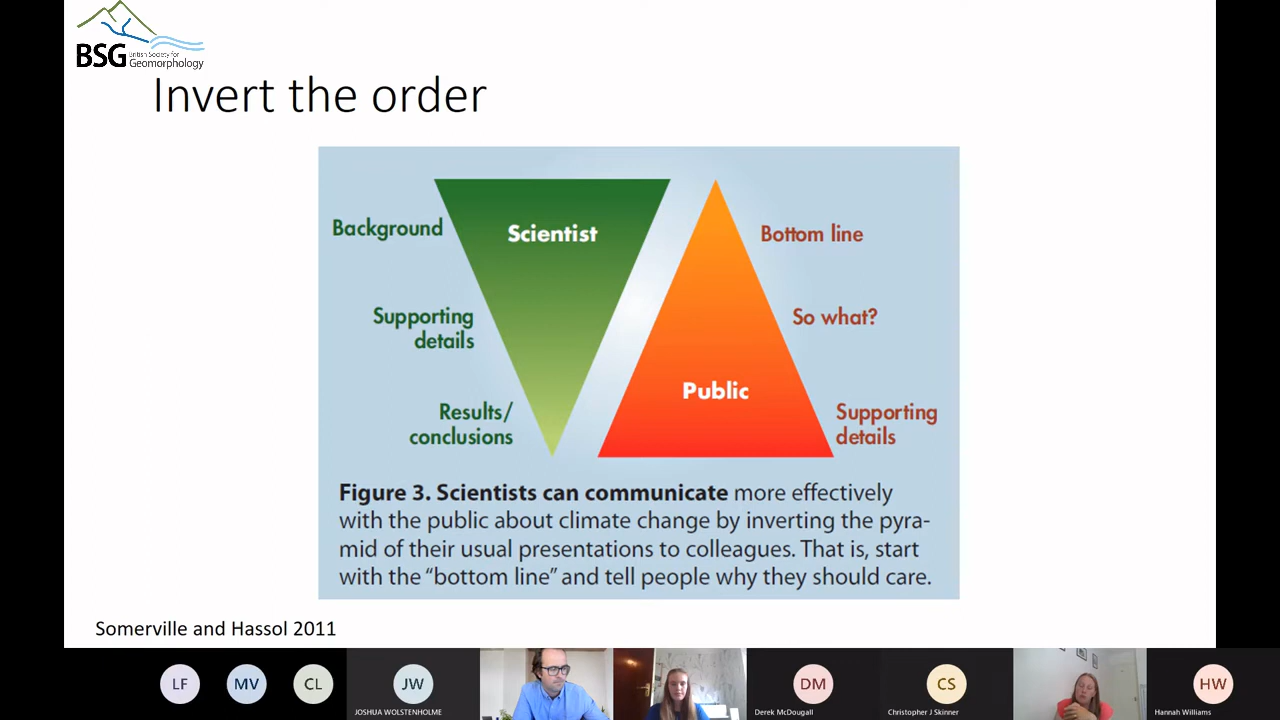 BSG British Society for
Geomorphology
Invert the order
Background
Scientist
Bottom line
Supporting
details
So what?
Public
Results/
conclusions
Supporting
details
Figure 3. Scientists can communicate more effectively
with the public about climate change by inverting the pyra-
mid of their usual presentations to colleagues. That is, start
with the “bottom line” and tell people why they should care.
Somerville and Hassol 2011
LF
MV
CL
JW
DM
CS
HW
JOSHUA WOLSTENHOLME
Derek McDougall
Christopher J Skinner
Hannah Williams